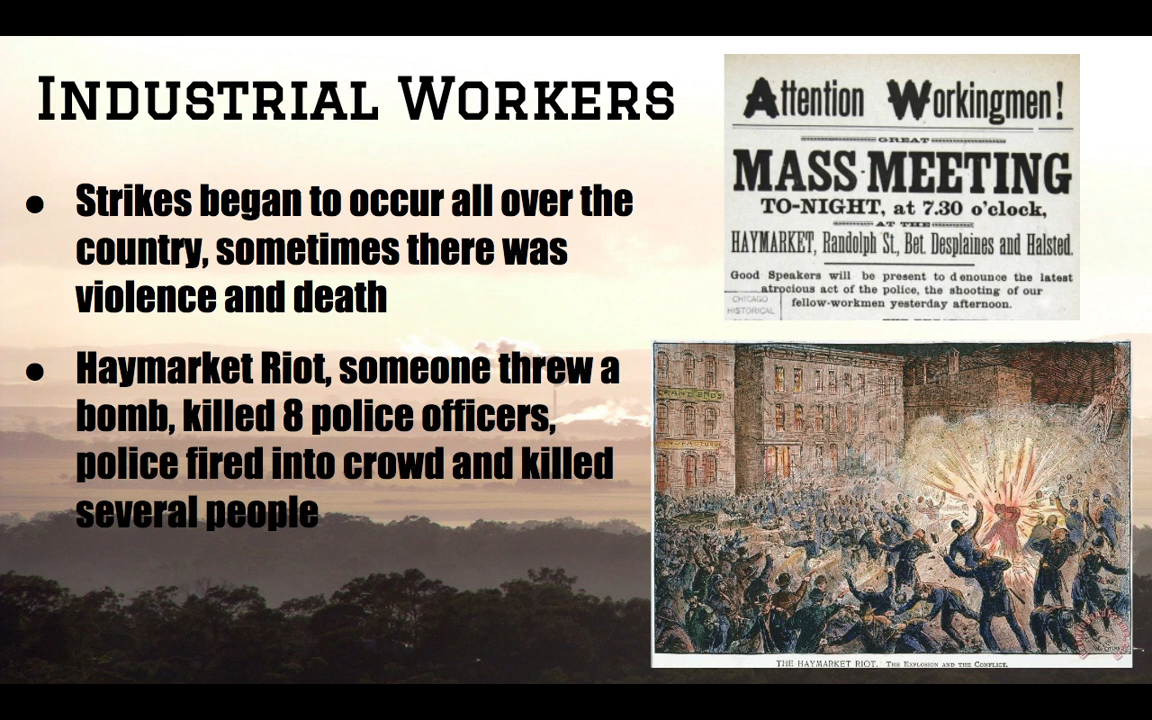 Industrial Workers
● Strikes began to occur all over the
country, sometimes there was
violence and death
● Haymarket Riot, someone threw a
bomb, killed 8 police officers,
police fired into crowd and killed
several people
Attention Workingmen!
GREAT
MASS-MEETING
TO-NIGHT, at 7.30 o'clock,
AT THE
HAYMARKET, Randolph St., Bet. Desplaines and Halsted.
Good Speakers will be present to denounce the latest
atrocious act of the police, the shooting of our
fellow-workmen yesterday afternoon.
CHICAGO
HISTORICAL
THE HAYMARKET RIOT. The Explosion and the Conflict.